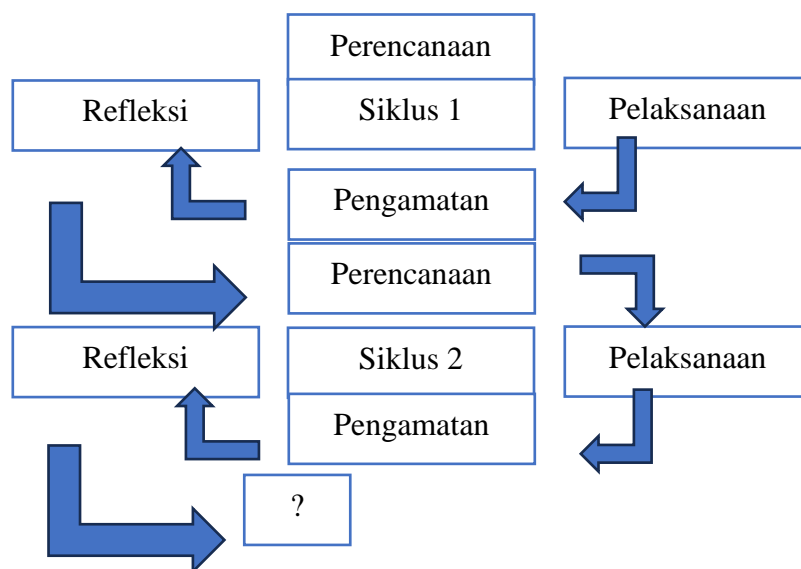 Perencanaan
Refleksi
Siklus 1
Pelaksanaan
Pengamatan
Perencanaan
Refleksi
Siklus 2
Pelaksanaan
Pengamatan
?